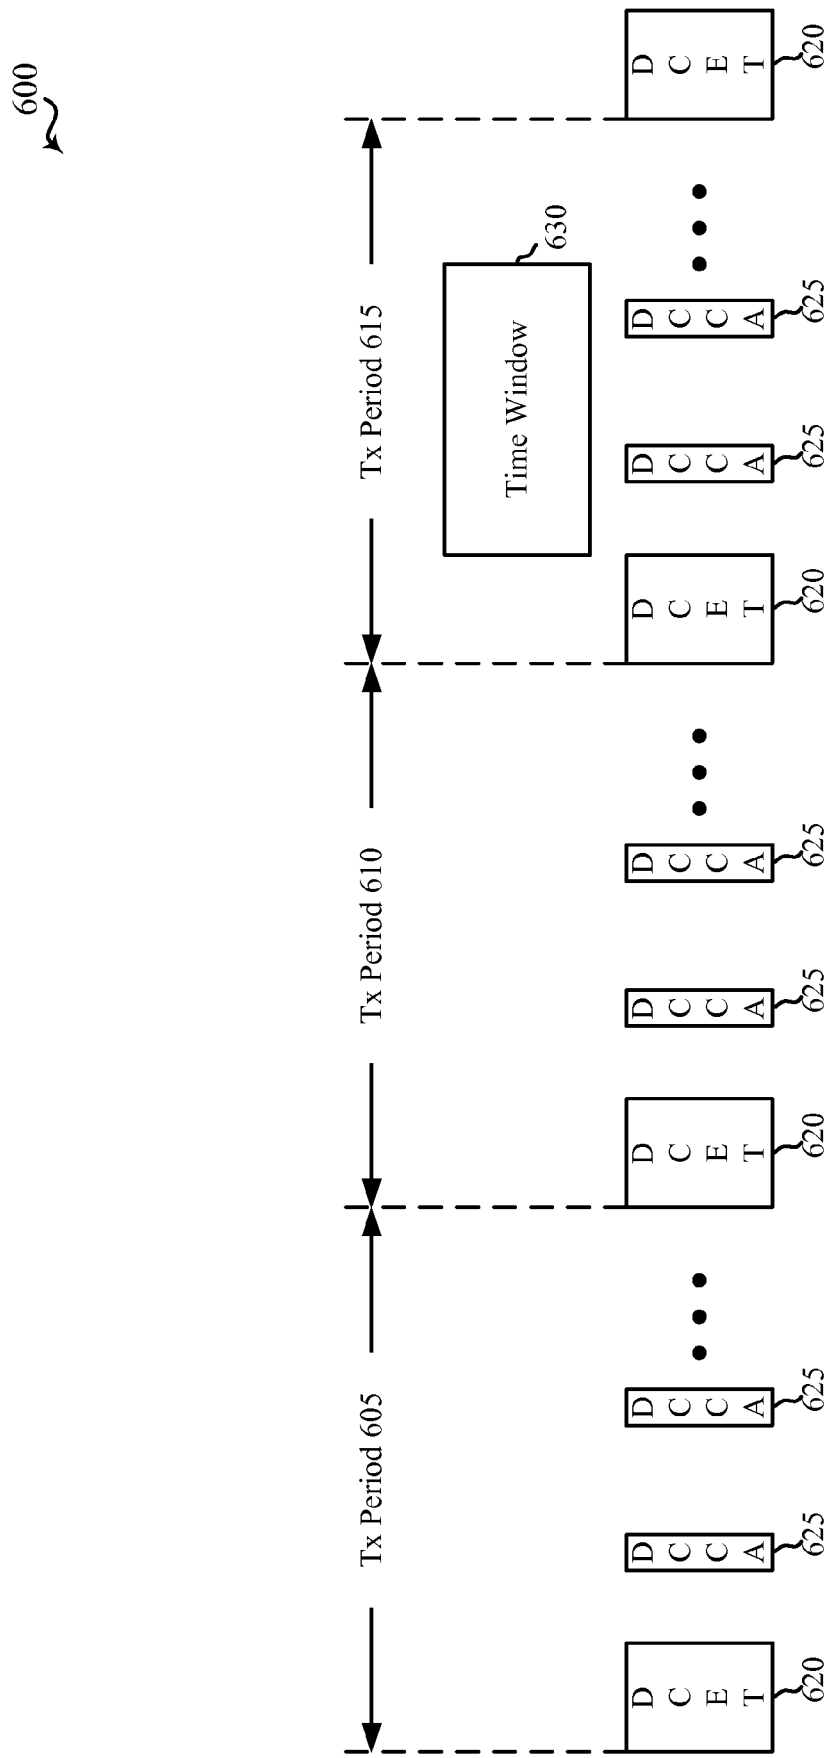 600
Tx Period 605
Tx Period 610
Tx Period 615
Time Window
630
DCET
DCCA
DCCA
DCET
DCCA
DCCA
DCET
DCCA
DCCA
DCET
620
625
625
620
625
625
620
625
625
620